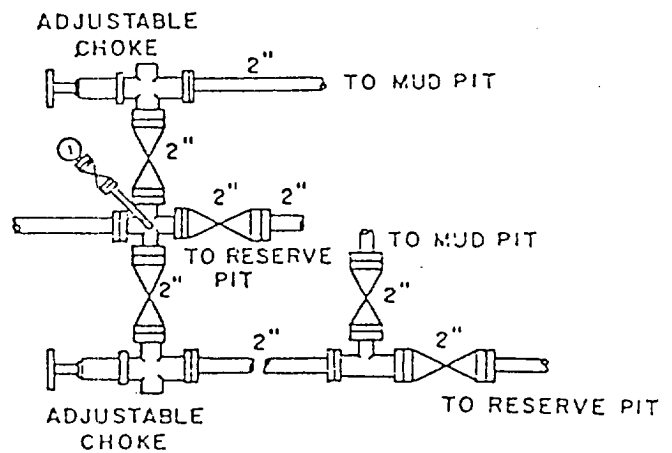 ADJUSTABLE
CHOKE
2"
TO MUD PIT
2"
1
2"
2"
TO RESERVE
PIT
TO MUD PIT
2"
2"
2"
2"
TO RESERVE PIT
ADJUSTABLE
CHOKE